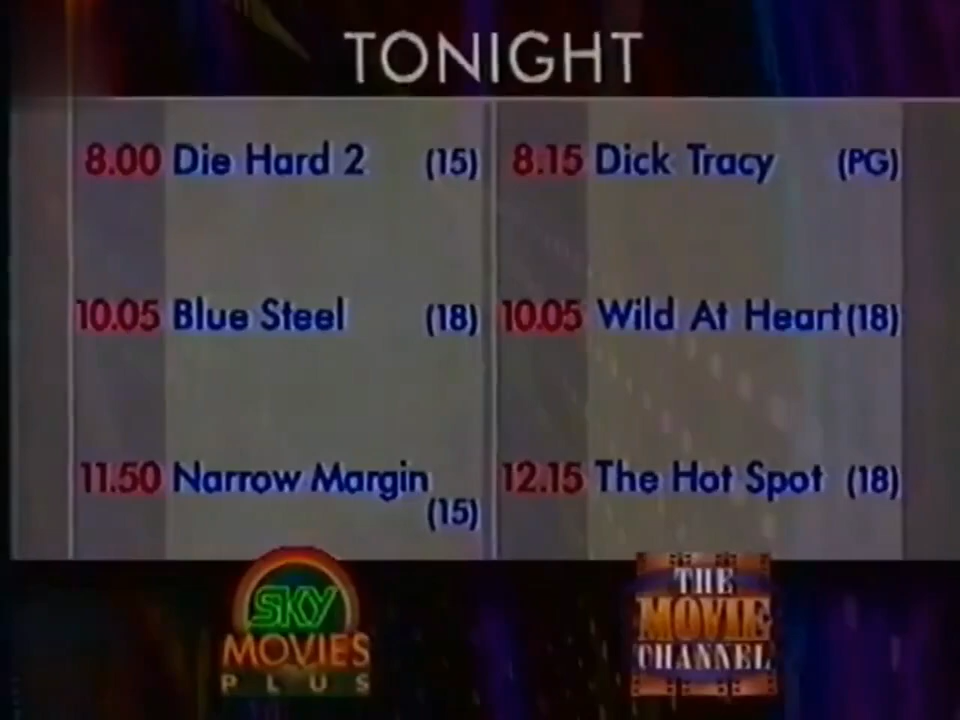 TONIGHT
8.00 Die Hard 2 (15)
10.05 Blue Steel (18)
11.50 Narrow Margin
(15)
8.15 Dick Tracy (PG)
10.05 Wild At Heart (18)
12.15 The Hot Spot (18)
SKY
MOVIES
PLUS
THE
MOVIE
CHANNEL